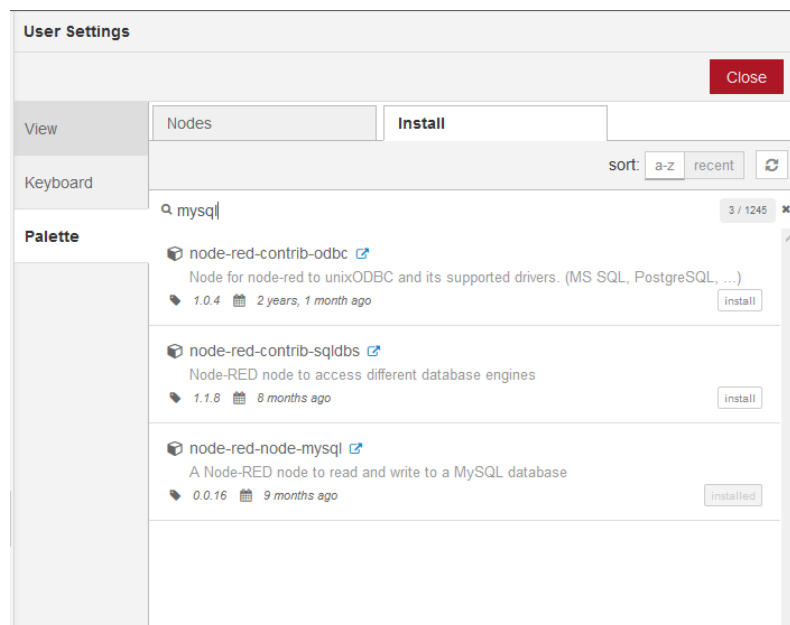 User Settings
Close
View
Keyboard
Palette
Nodes
Install
sort: a-z recent
mysql
3 / 1245
node-red-contrib-odbc
Node for node-red to unixODBC and its supported drivers. (MS SQL, PostgreSQL, ...)
1.0.4 2 years, 1 month ago
install
node-red-contrib-sqldbs
Node-RED node to access different database engines
1.1.8 8 months ago
install
node-red-node-mysql
A Node-RED node to read and write to a MySQL database
0.0.16 9 months ago
installed